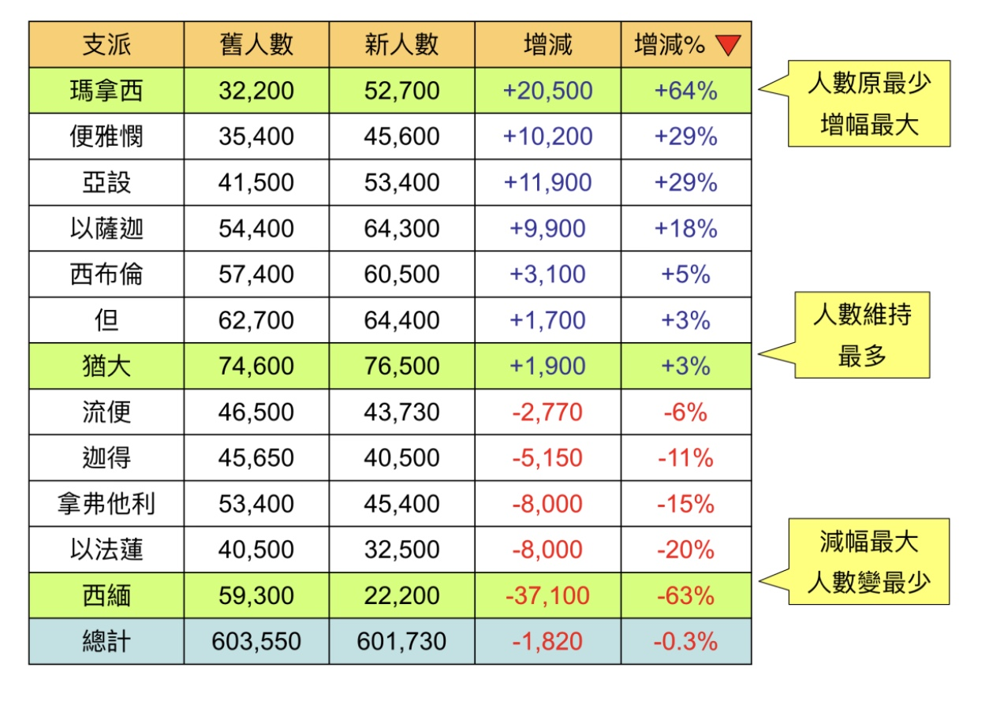 支派 舊人數 新人數 增減 增減%
瑪拿西 32,200 52,700 +20,500 +64%
人數原最少
增幅最大
便雅憫 35,400 45,600 +10,200 +29%
亞設 41,500 53,400 +11,900 +29%
以薩迦 54,400 64,300 +9,900 +18%
西布倫 57,400 60,500 +3,100 +5%
但 62,700 64,400 +1,700 +3%
猶大 74,600 76,500 +1,900 +3%
人數維持
最多
流便 46,500 43,730 -2,770 -6%
迦得 45,650 40,500 -5,150 -11%
拿弗他利 53,400 45,400 -8,000 -15%
以法蓮 40,500 32,500 -8,000 -20%
西緬 59,300 22,200 -37,100 -63%
減幅最大
人數變最少
總計 603,550 601,730 -1,820 -0.3%